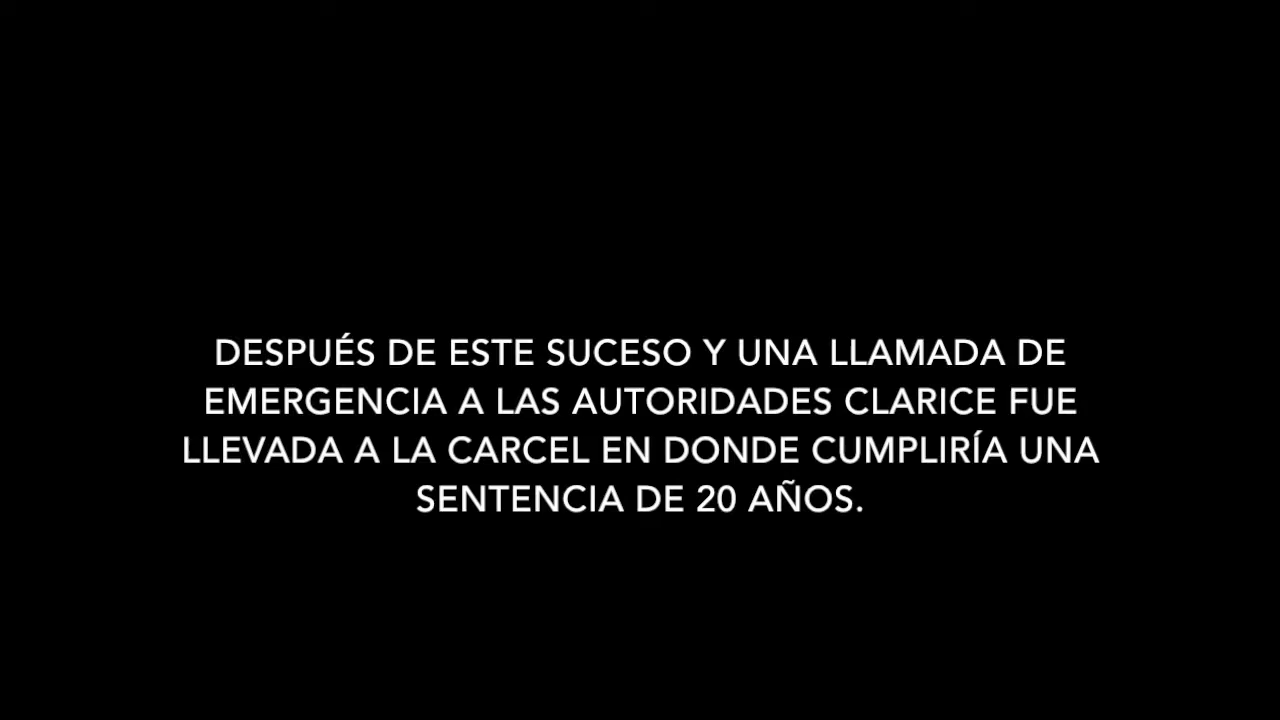 DESPUÉS DE ESTE SUCESO Y UNA LLAMADA DE
EMERGENCIA A LAS AUTORIDADES CLARICE FUE
LLEVADA A LA CARCEL EN DONDE CUMPLIRÍA UNA
SENTENCIA DE 20 AÑOS.